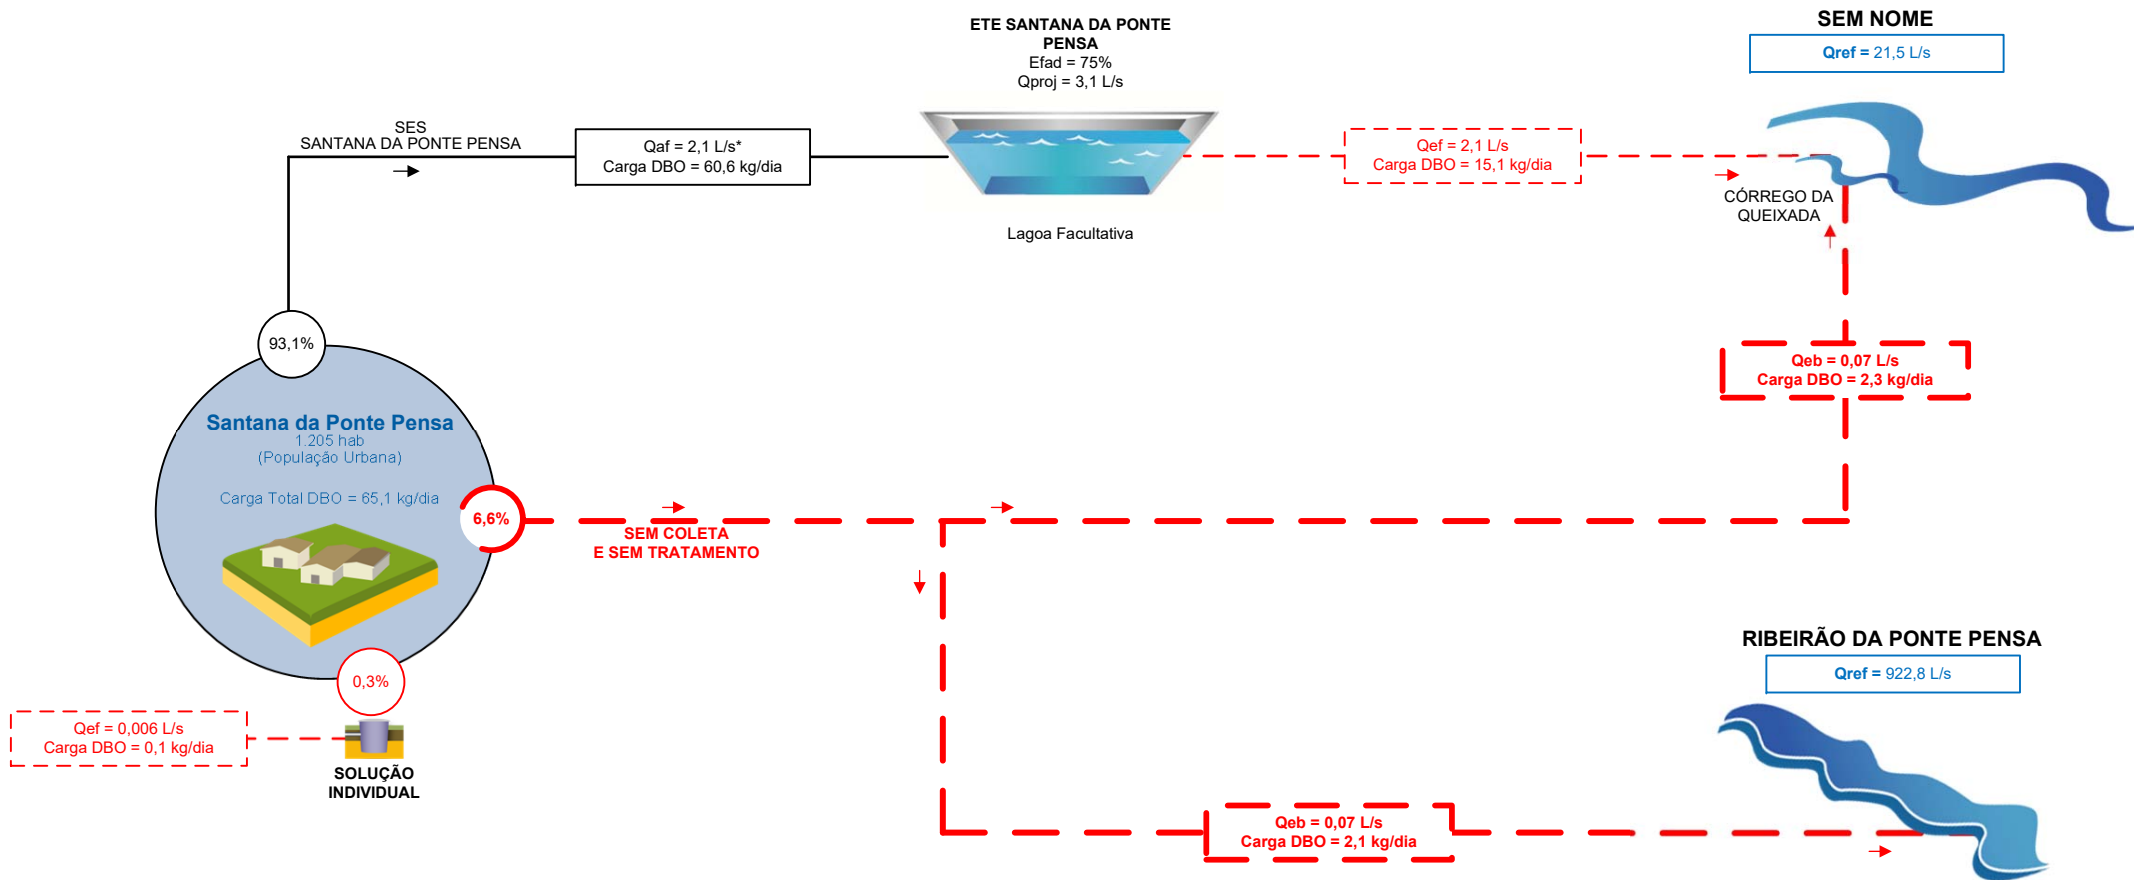 ETE SANTANA DA PONTE
PENSA
Efad = 75%
Qproj = 3,1 L/s
SEM NOME
Qref = 21,5 L/s
SES
SANTANA DA PONTE PENSA
Qaf = 2,1 L/s*
Carga DBO = 60,6 kg/dia
Qef = 2,1 L/s
Carga DBO = 15,1 kg/dia
CÓRREGO DA
QUEIXADA
Lagoa Facultativa
93,1%
Qeb = 0,07 L/s
Carga DBO = 2,3 kg/dia
Santana da Ponte Pensa
1.205 hab
(População Urbana)
Carga Total DBO = 65,1 kg/dia
6,6%
SEM COLETA
E SEM TRATAMENTO
RIBEIRÃO DA PONTE PENSA
Qref = 922,8 L/s
0,3%
Qef = 0,006 L/s
Carga DBO = 0,1 kg/dia
SOLUÇÃO
INDIVIDUAL
Qeb = 0,07 L/s
Carga DBO = 2,1 kg/dia